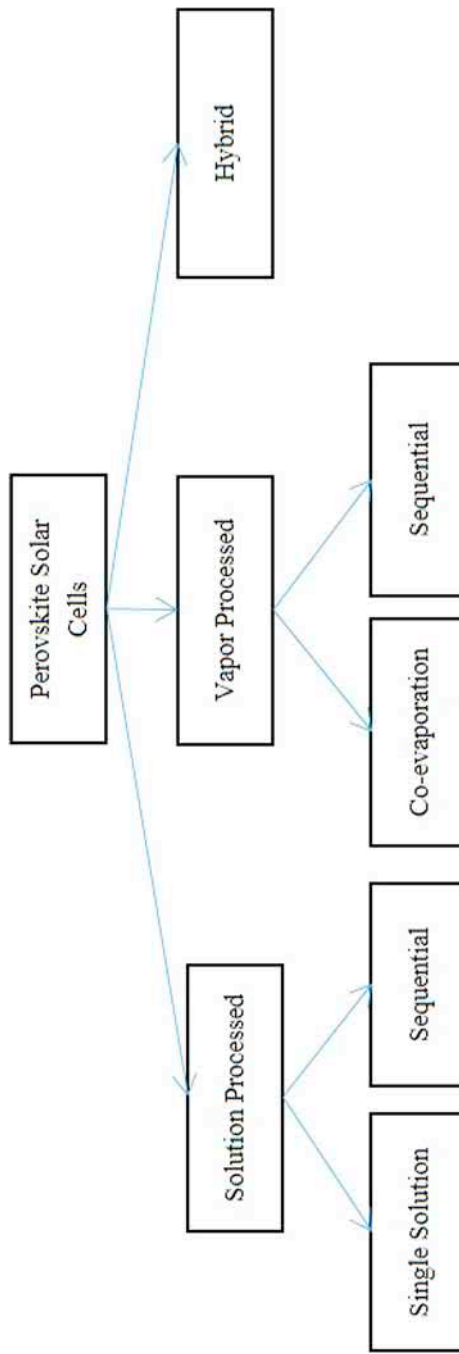 Perovskite Solar
Cells
Solution Processed
Vapor Processed
Hybrid
Single Solution
Sequential
Co-evaporation
Sequential